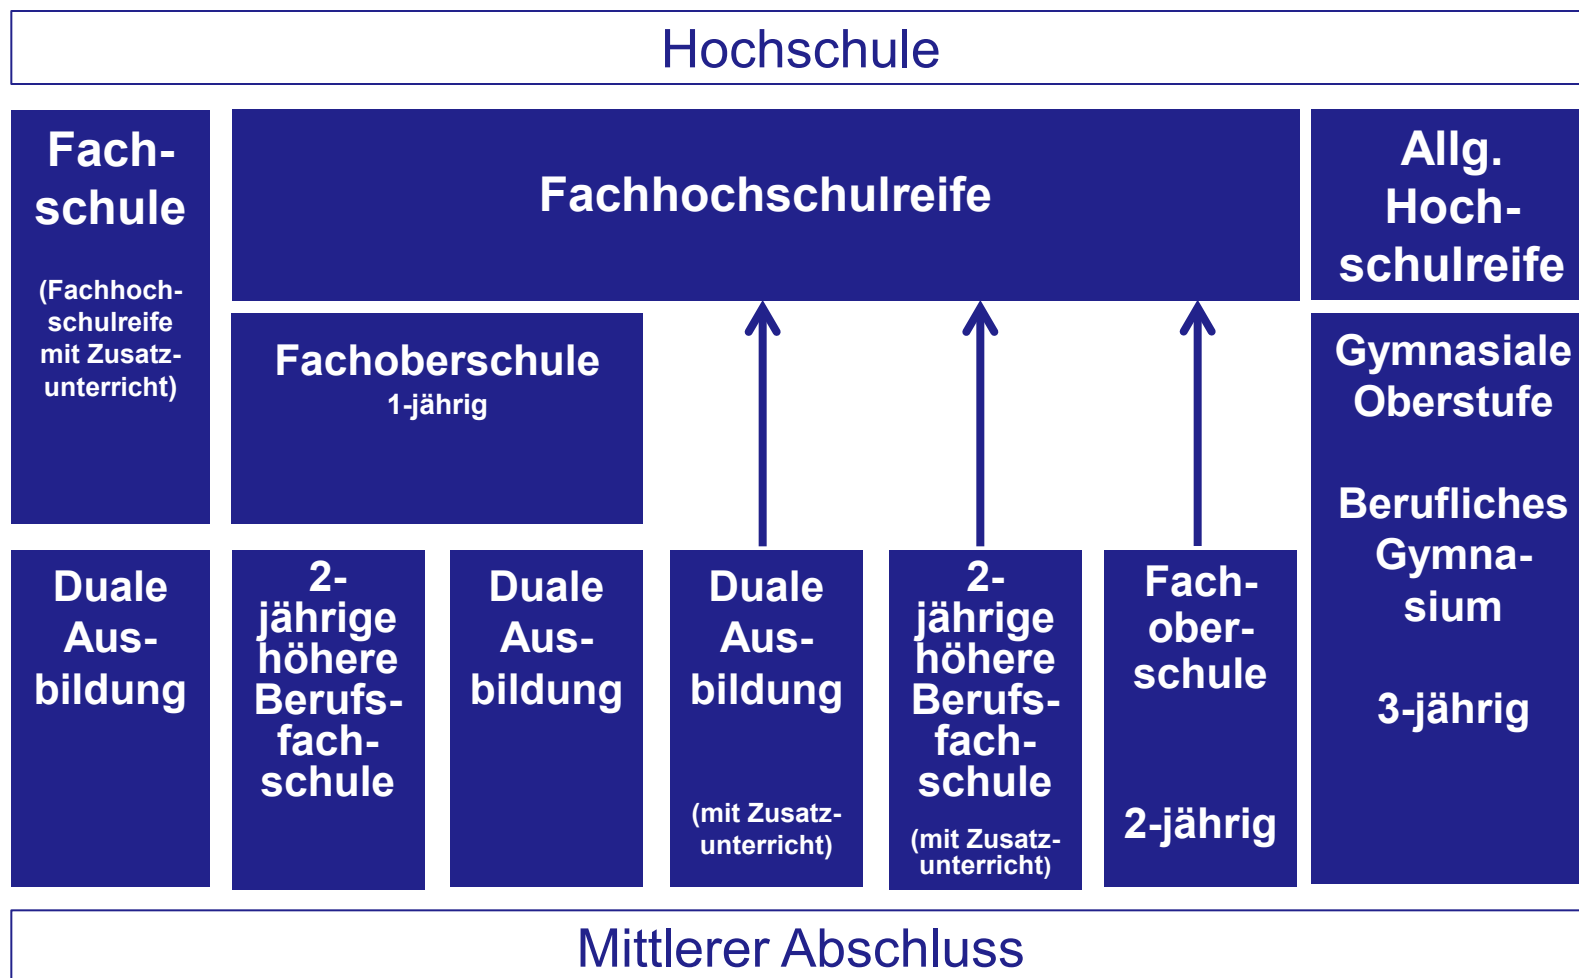 Hochschule
Fach-
schule
(Fachhoch-
schulreife
mit Zusatz-
unterricht)
Fachhochschulreife
Allg.
Hoch-
schulreife
Fachoberschule
1-jährig
Gymnasiale
Oberstufe
Berufliches
Gymna-
sium
3-jährig
Duale
Aus-
bildung
2-
jährige
höhere
Berufs-
fach-
schule
Duale
Aus-
bildung
Duale
Aus-
bildung
(mit Zusatz-
unterricht)
2-
jährige
höhere
Berufs-
fach-
schule
(mit Zusatz-
unterricht)
Fach-
ober-
schule
2-jährig
Mittlerer Abschluss